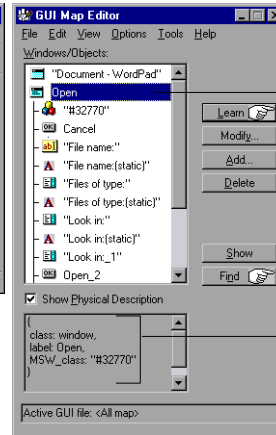 GUI Map Editor
File Edit View Options Tools Help
Windows/Objects:
"Document - WordPad"
Open
"#32770"
Cancel
"File name:"
"File name:(static)"
"Files of type:"
"Files of type:(static)"
"Look in:"
"Look in:(static)"
"Look in:_1"
Open_2
Learn
Modify...
Add...
Delete
Show
Find
Show Physical Description
{
class: window,
label: Open,
MSW_class: "#32770"
}
Active GUI file: <All map>